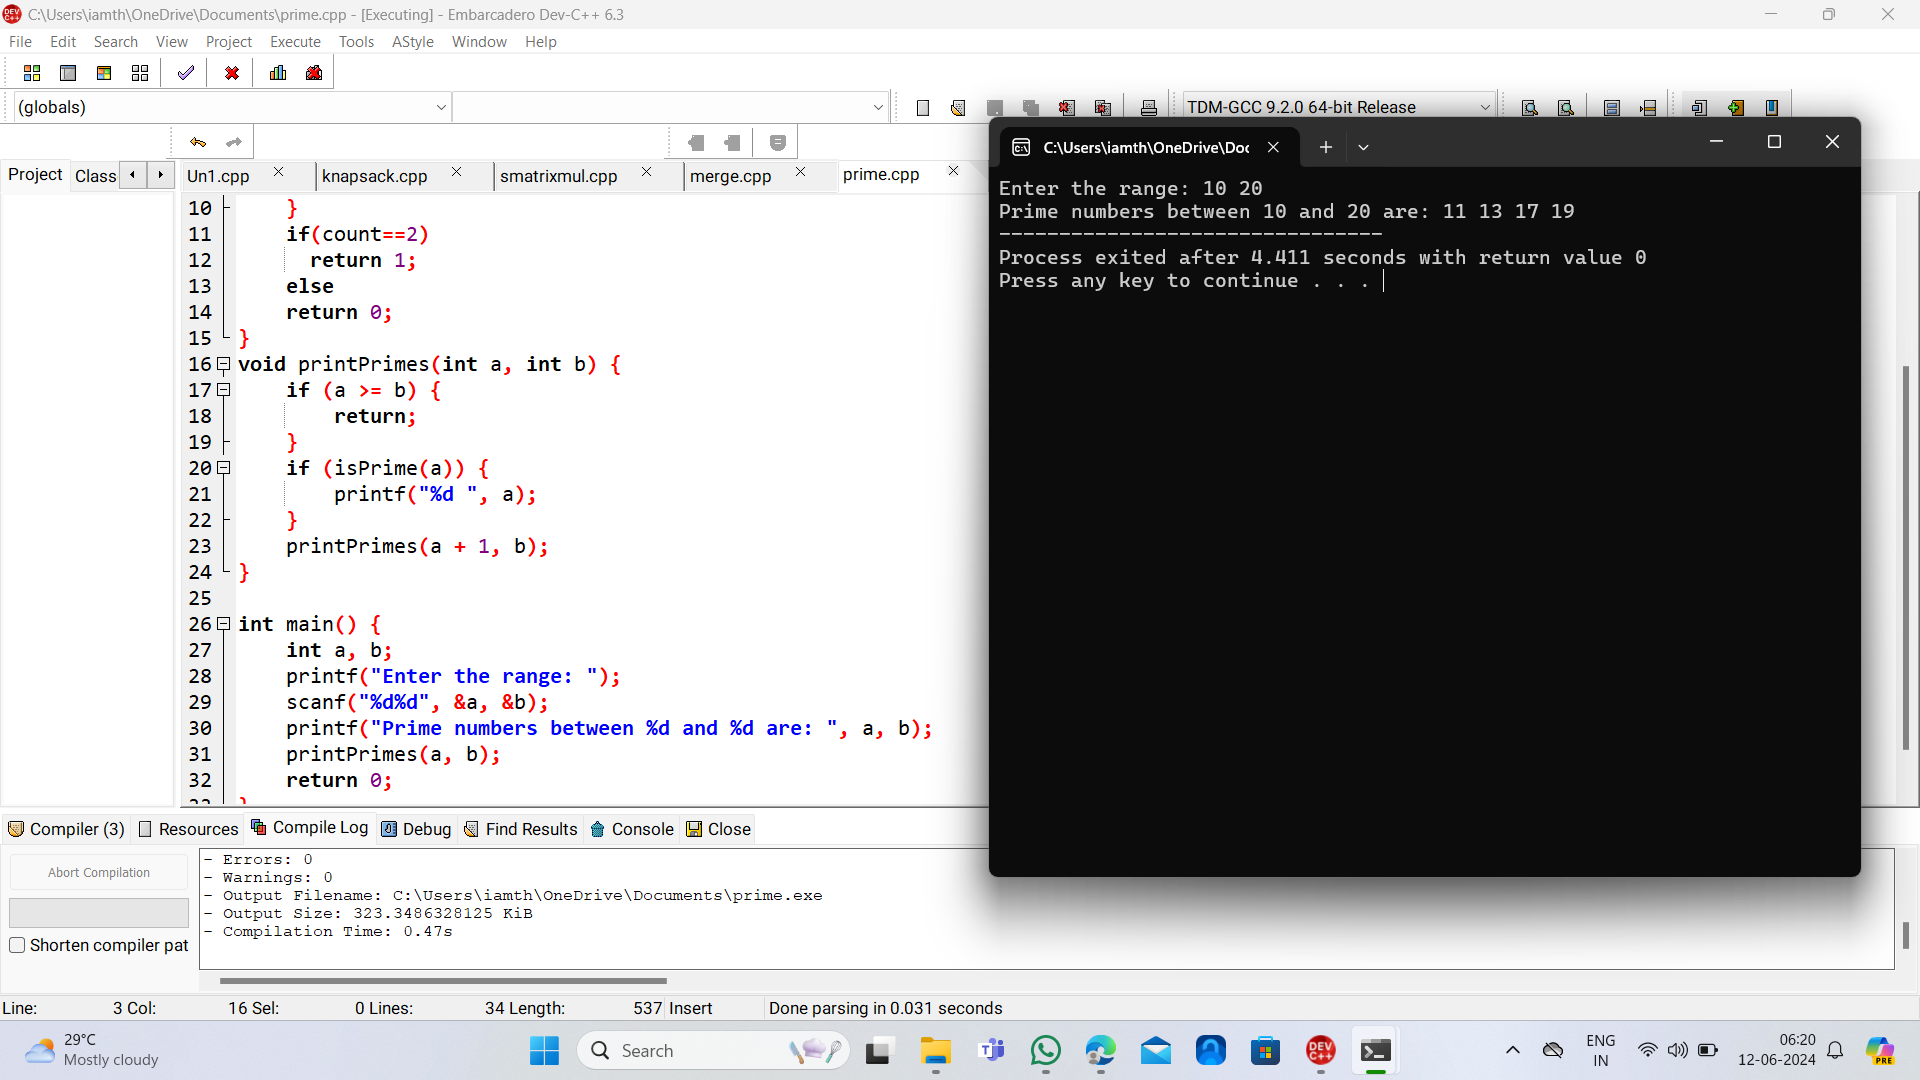 C:\Users\iamth\OneDrive\Documents\prime.cpp - [Executing] - Embarcadero Dev-C++ 6.3
File Edit Search View Project Execute Tools AStyle Window Help
(globals)
TDM-GCC 9.2.0 64-bit Release
Project Class
Un1.cpp knapsack.cpp smatrixmul.cpp merge.cpp prime.cpp
10 }
11 if(count==2)
12 return 1;
13 else
14 return 0;
15 }
16 void printPrimes(int a, int b) {
17 if (a >= b) {
18 return;
19 }
20 if (isPrime(a)) {
21 printf("%d ", a);
22 }
23 printPrimes(a + 1, b);
24 }
25
26 int main() {
27 int a, b;
28 printf("Enter the range: ");
29 scanf("%d%d", &a, &b);
30 printf("Prime numbers between %d and %d are: ", a, b);
31 printPrimes(a, b);
32 return 0;
C:\Users\iamth\OneDrive\Doc
Enter the range: 10 20
Prime numbers between 10 and 20 are: 11 13 17 19
--------------------------------
Process exited after 4.411 seconds with return value 0
Press any key to continue . . .
Compiler (3) Resources Compile Log Debug Find Results Console Close
Abort Compilation
Shorten compiler pat
- Errors: 0
- Warnings: 0
- Output Filename: C:\Users\iamth\OneDrive\Documents\prime.exe
- Output Size: 323.3486328125 KiB
- Compilation Time: 0.47s
Line: 3 Col: 16 Sel: 0 Lines: 34 Length: 537 Insert Done parsing in 0.031 seconds
29°C
Mostly cloudy
Search
DEV C++
ENG
IN
06:20
12-06-2024
PRE